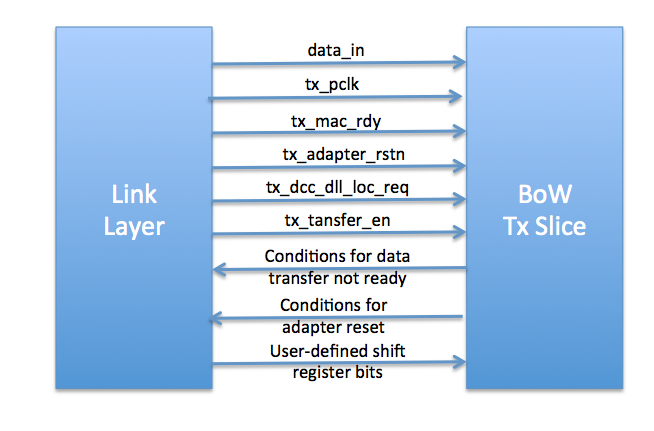 data_in
tx_pclk
tx_mac_rdy
tx_adapter_rstn
tx_dcc_dll_loc_req
tx_tansfer_en
Conditions for data
transfer not ready
Conditions for
adapter reset
User-defined shift
register bits
Link
Layer
BoW
Tx Slice